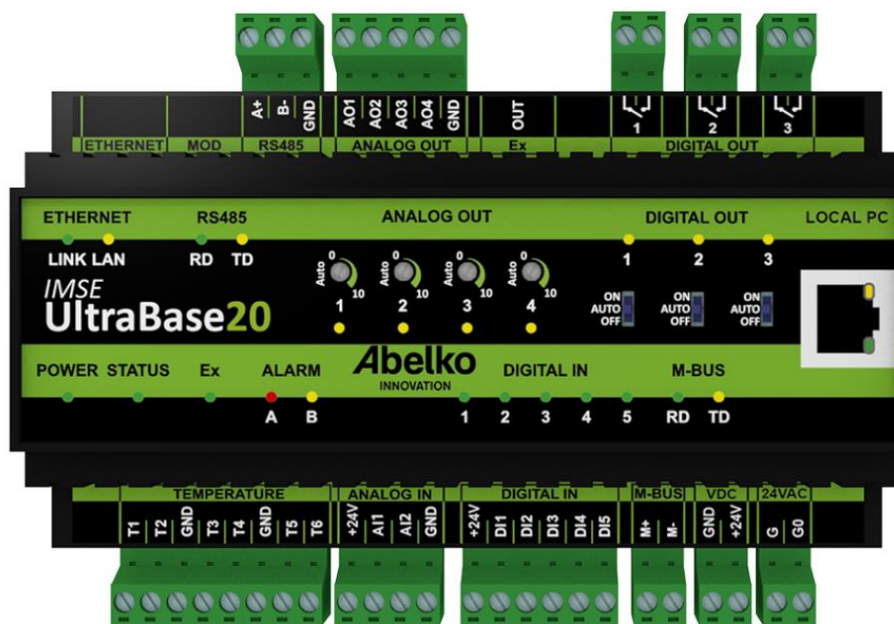 A+ B- GND AO1 AO2 AO3 AO4 GND OUT 1 2 3
ETHERNET MOD RS485 ANALOG OUT Ex DIGITAL OUT
ETHERNET RS485 ANALOG OUT DIGITAL OUT LOCAL PC
LINK LAN RD TD 1 2 3
Auto 0 10 Auto 0 10 Auto 0 10 Auto 0 10
IMSE
UltraBase20
1 2 3 4
ON AUTO OFF ON AUTO OFF ON AUTO OFF
Abelko
INNOVATION
POWER STATUS Ex ALARM DIGITAL IN M-BUS
A B 1 2 3 4 5 RD TD
TEMPERATURE ANALOG IN DIGITAL IN M-BUS VDC 24VAC
T1 T2 GND T3 T4 GND T5 T6 +24V AI1 AI2 GND +24V DI1 DI2 DI3 DI4 DI5 M+ M- GND +24V G G0